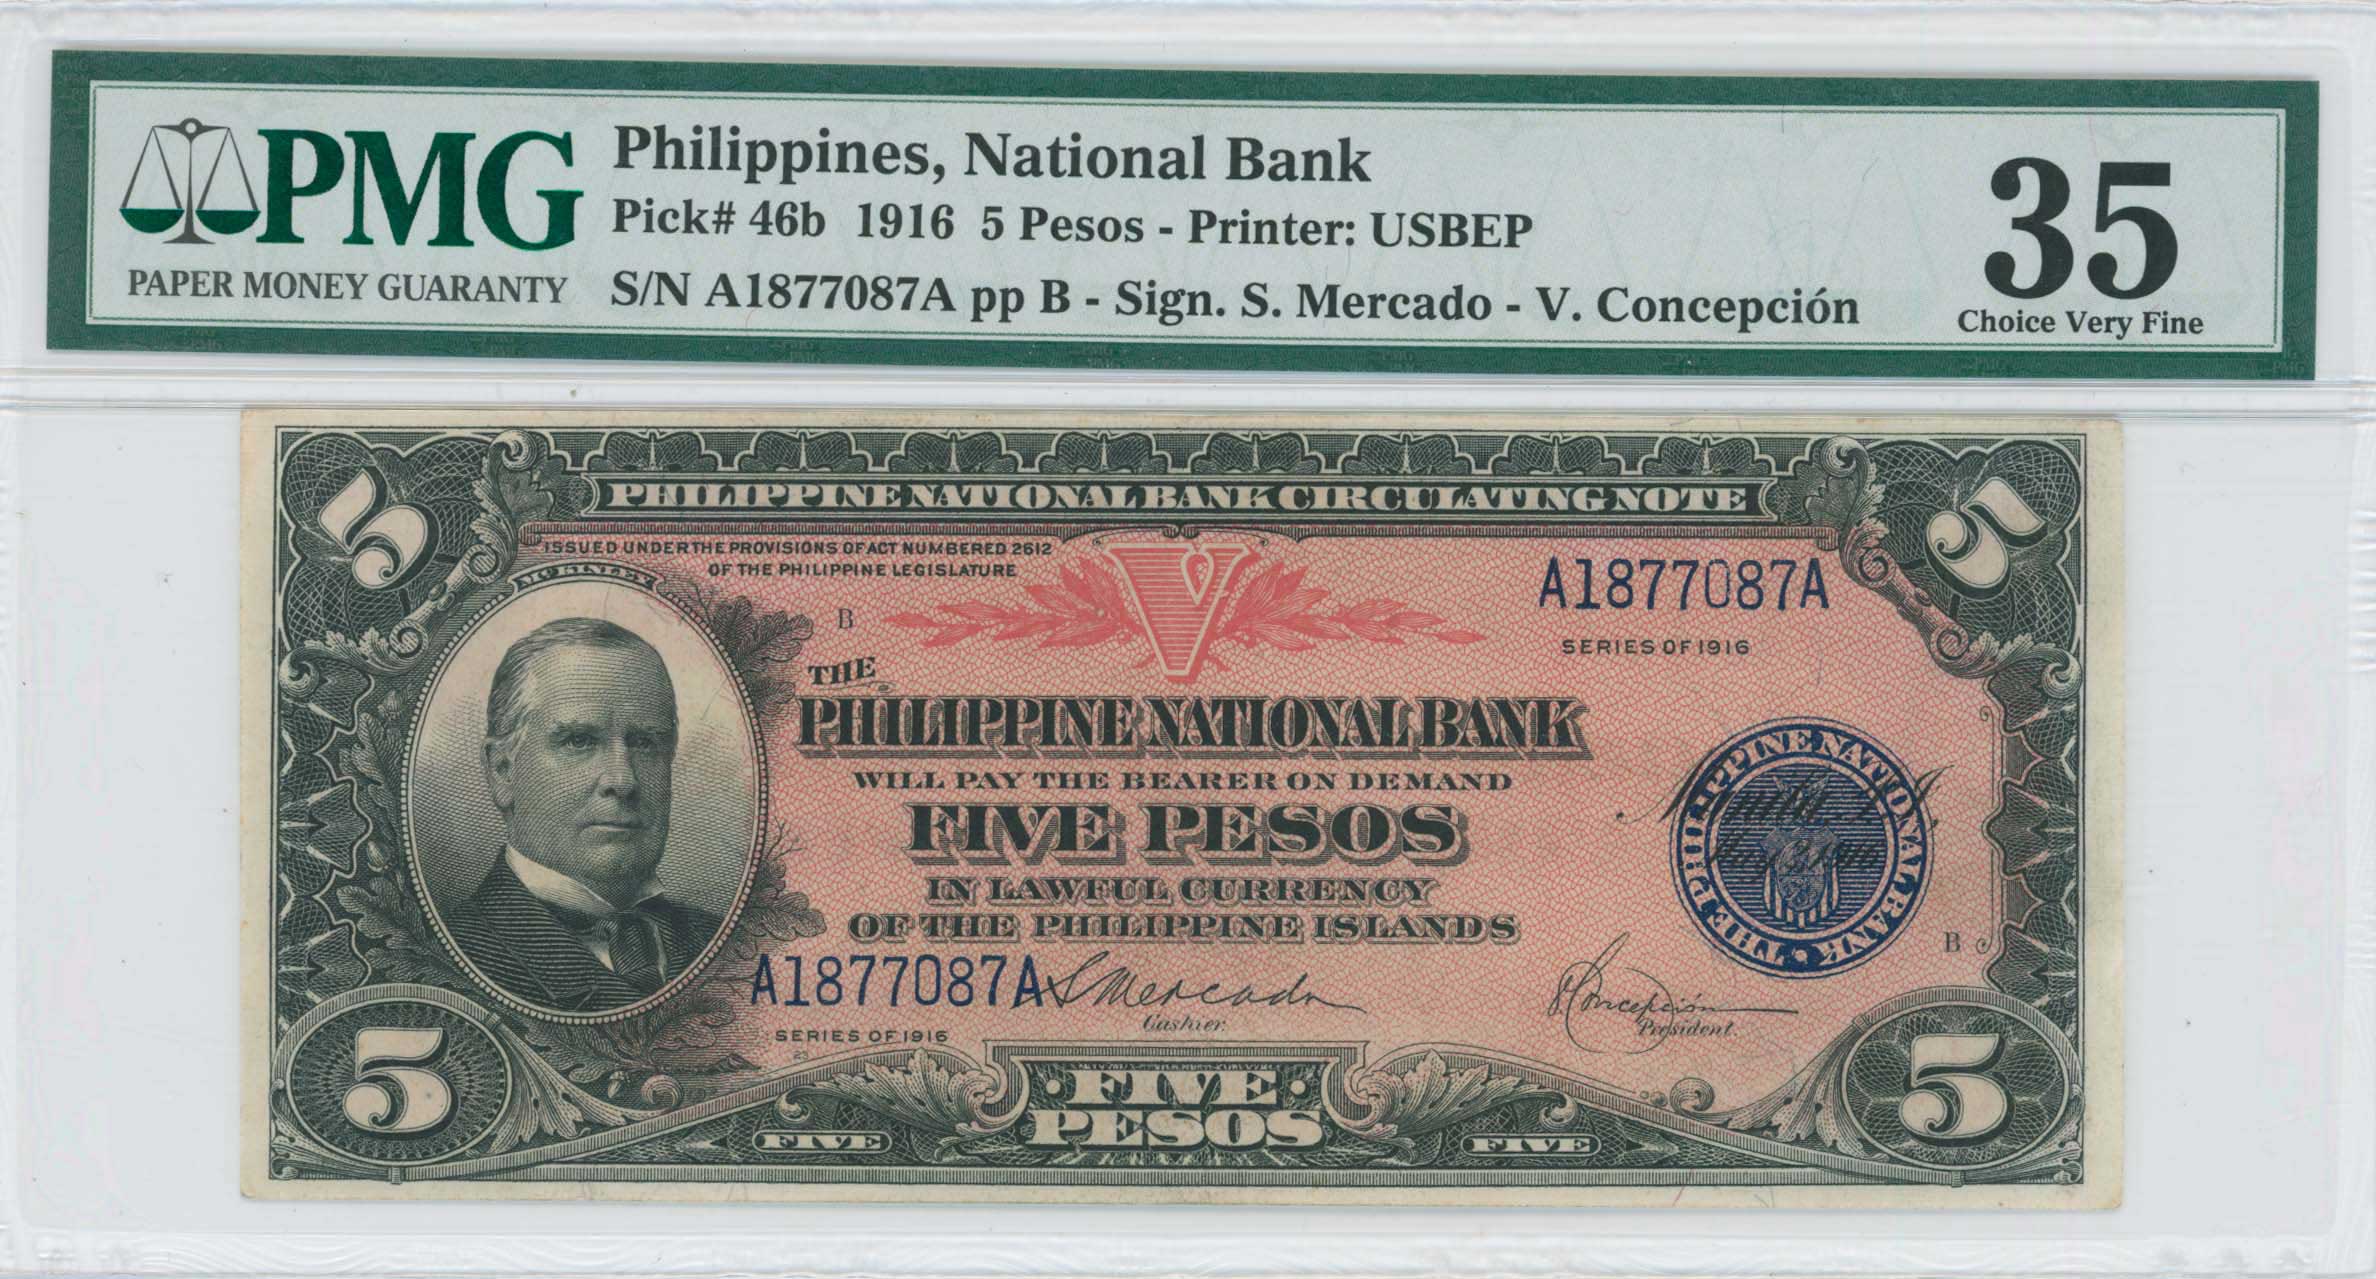 PMG
PAPER MONEY GUARANTY
Philippines, National Bank
Pick# 46b 1916 5 Pesos - Printer: USBEP
S/N A1877087A pp B - Sign. S. Mercado - V. Concepción
35
Choice Very Fine
5
5
PHILIPPINE NATIONAL BANK CIRCULATING NOTE
ISSUED UNDER THE PROVISIONS OF ACT NUMBERED 2612
OF THE PHILIPPINE LEGISLATURE
V
A1877087A
McKINLEY
B
SERIES OF 1916
THE
PHILIPPINE NATIONAL BANK
WILL PAY THE BEARER ON DEMAND
FIVE PESOS
IN LAWFUL CURRENCY
OF THE PHILIPPINE ISLANDS
THE PHILIPPINE NATIONAL BANK
Manila, P.I.
B
A1877087A
S Mercado
Cashier.
V Concepción
President.
SERIES OF 1916
23
5
FIVE
FIVE
PESOS
FIVE
5